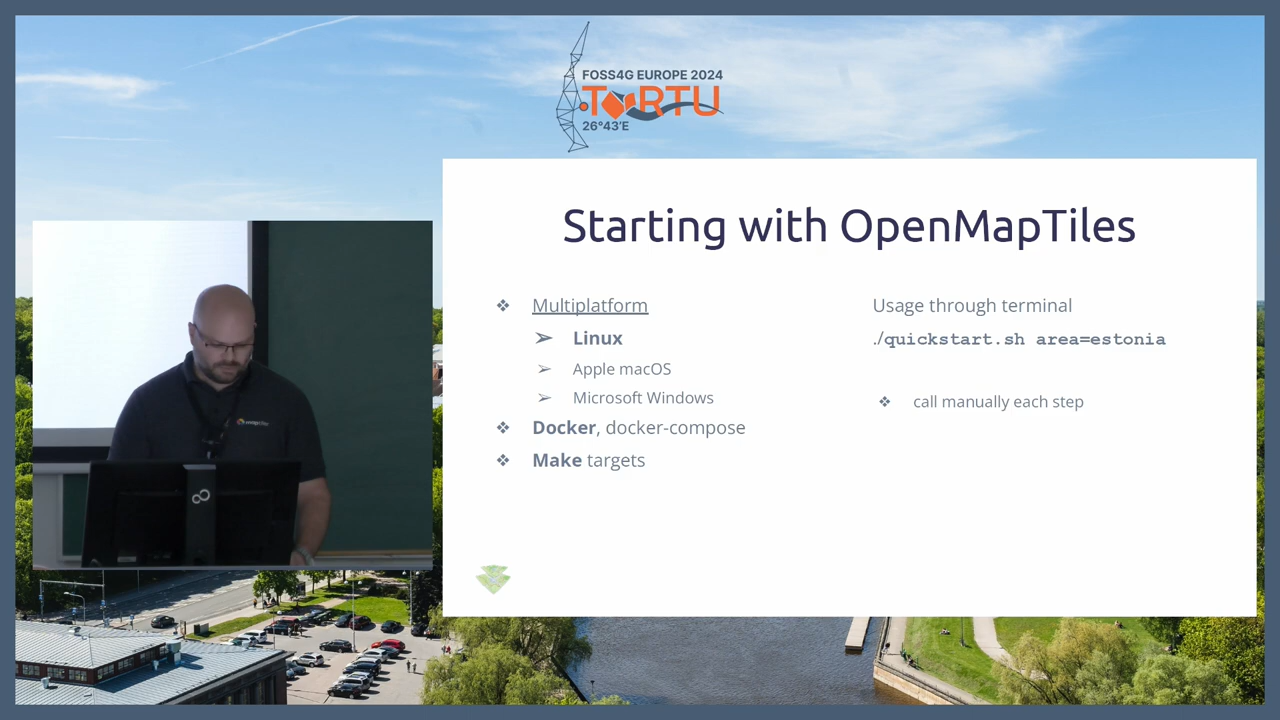 FOSS4G EUROPE 2024
TARTU
26°43'E
Starting with OpenMapTiles
❖ Multiplatform
➢ Linux
➢ Apple macOS
➢ Microsoft Windows
❖ Docker, docker-compose
❖ Make targets
Usage through terminal
./quickstart.sh area=estonia
❖ call manually each step